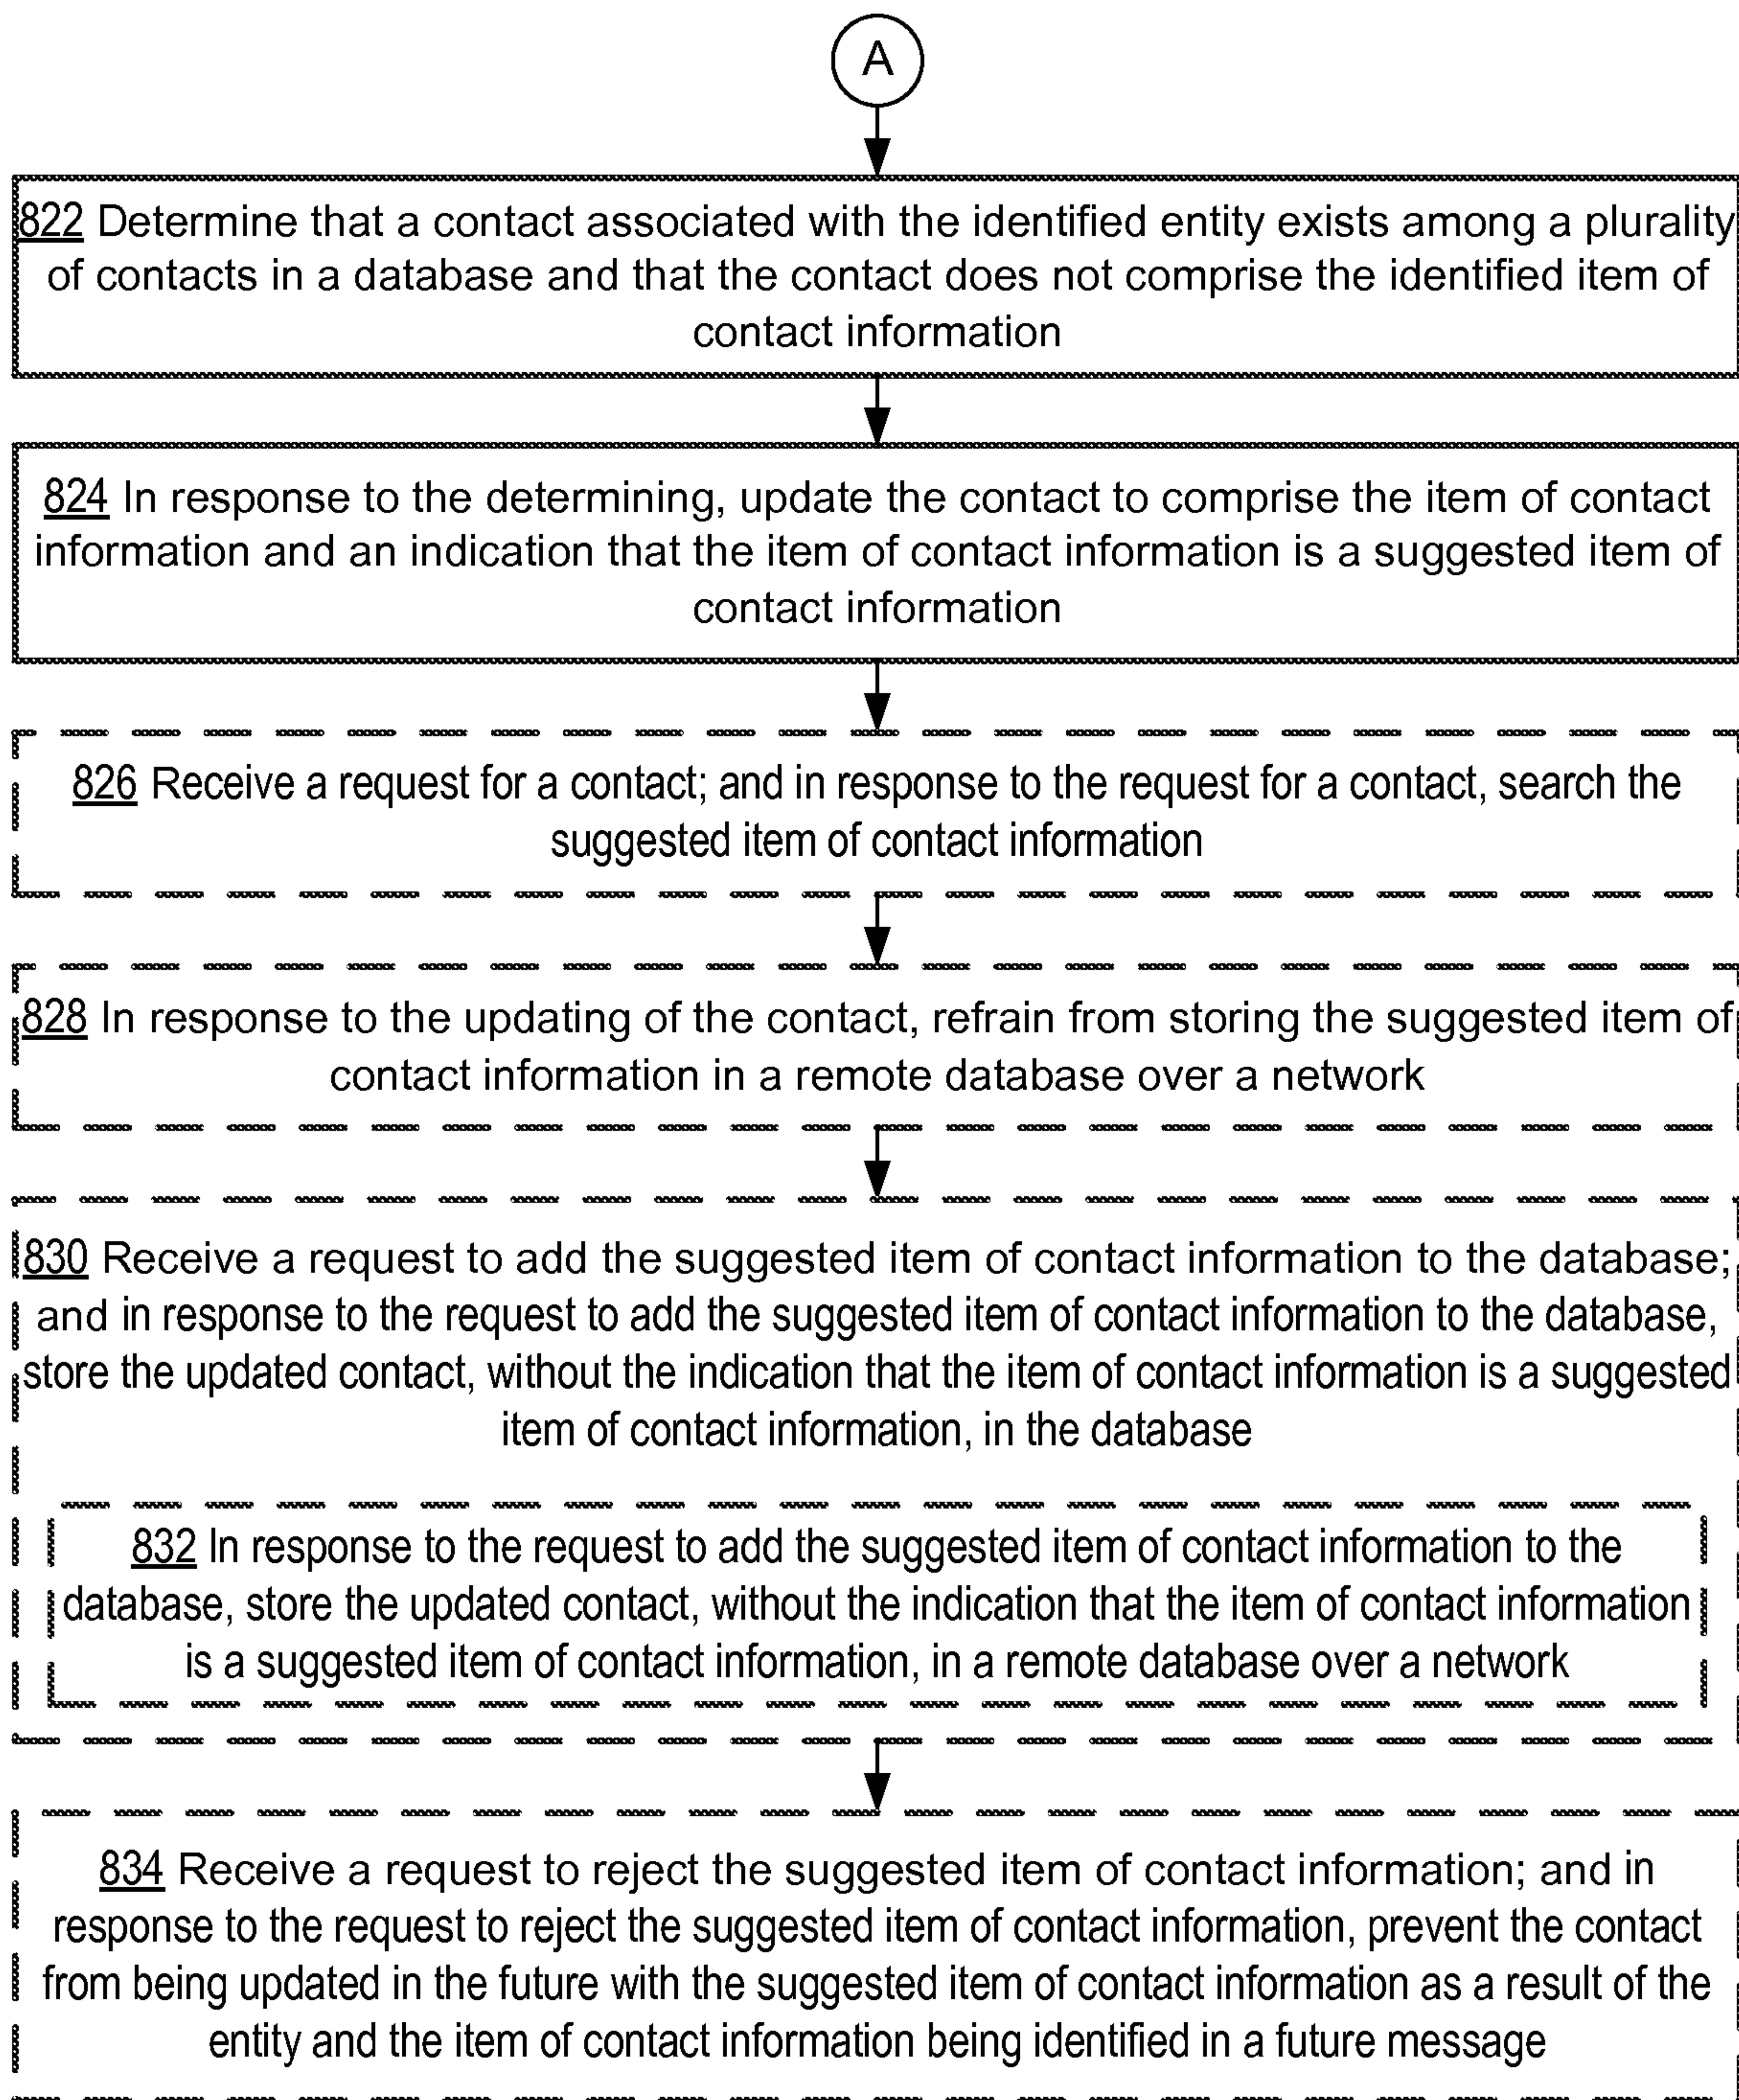 A
822 Determine that a contact associated with the identified entity exists among a plurality
of contacts in a database and that the contact does not comprise the identified item of
contact information
824 In response to the determining, update the contact to comprise the item of contact
information and an indication that the item of contact information is a suggested item of
contact information
826 Receive a request for a contact; and in response to the request for a contact, search the
suggested item of contact information
828 In response to the updating of the contact, refrain from storing the suggested item of
contact information in a remote database over a network
830 Receive a request to add the suggested item of contact information to the database;
and in response to the request to add the suggested item of contact information to the database,
store the updated contact, without the indication that the item of contact information is a suggested
item of contact information, in the database
832 In response to the request to add the suggested item of contact information to the
database, store the updated contact, without the indication that the item of contact information
is a suggested item of contact information, in a remote database over a network
834 Receive a request to reject the suggested item of contact information; and in
response to the request to reject the suggested item of contact information, prevent the contact
from being updated in the future with the suggested item of contact information as a result of the
entity and the item of contact information being identified in a future message